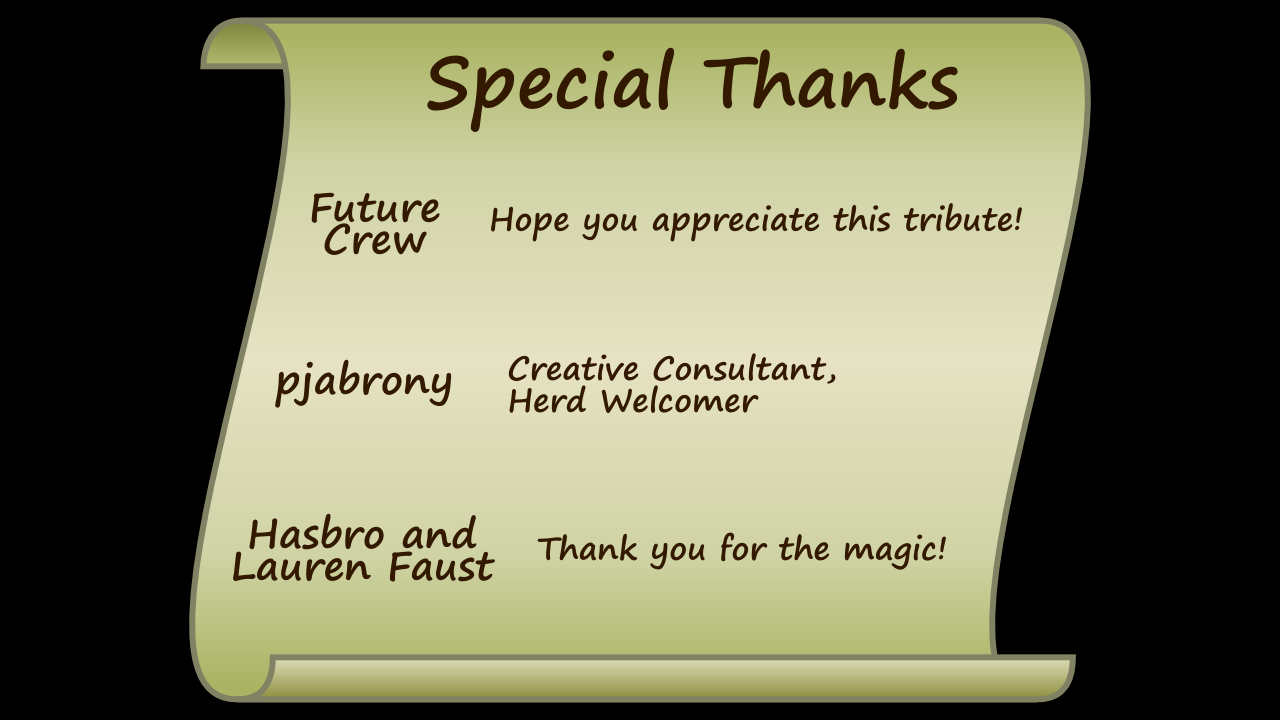 Special Thanks
Future
Crew
Hope you appreciate this tribute!
pjabrony
Creative Consultant,
Herd Welcomer
Hasbro and
Lauren Faust
Thank you for the magic!